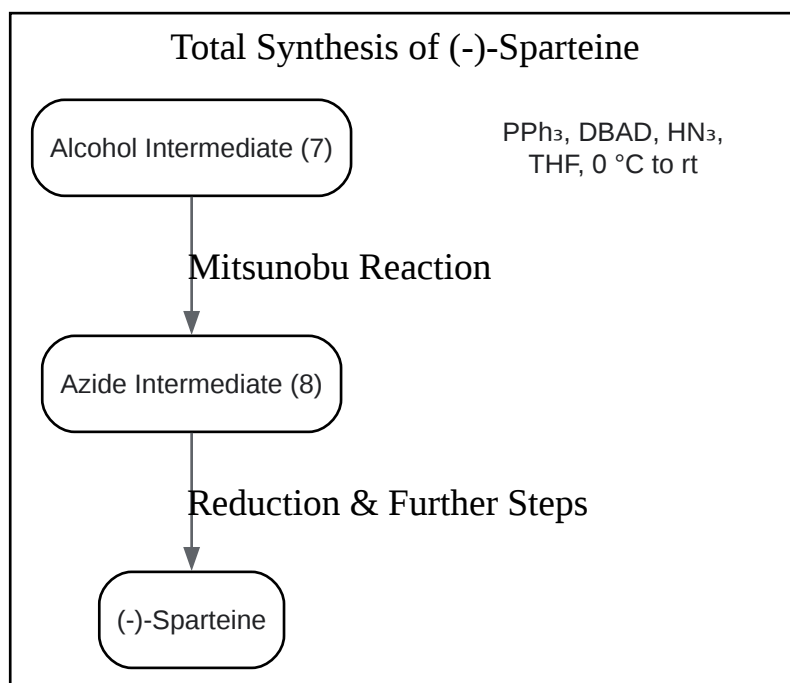 Total Synthesis of (-)-Sparteine
Alcohol Intermediate (7)
PPh₃, DBAD, HN₃,
THF, 0 °C to rt
Mitsunobu Reaction
Azide Intermediate (8)
Reduction & Further Steps
(-)-Sparteine